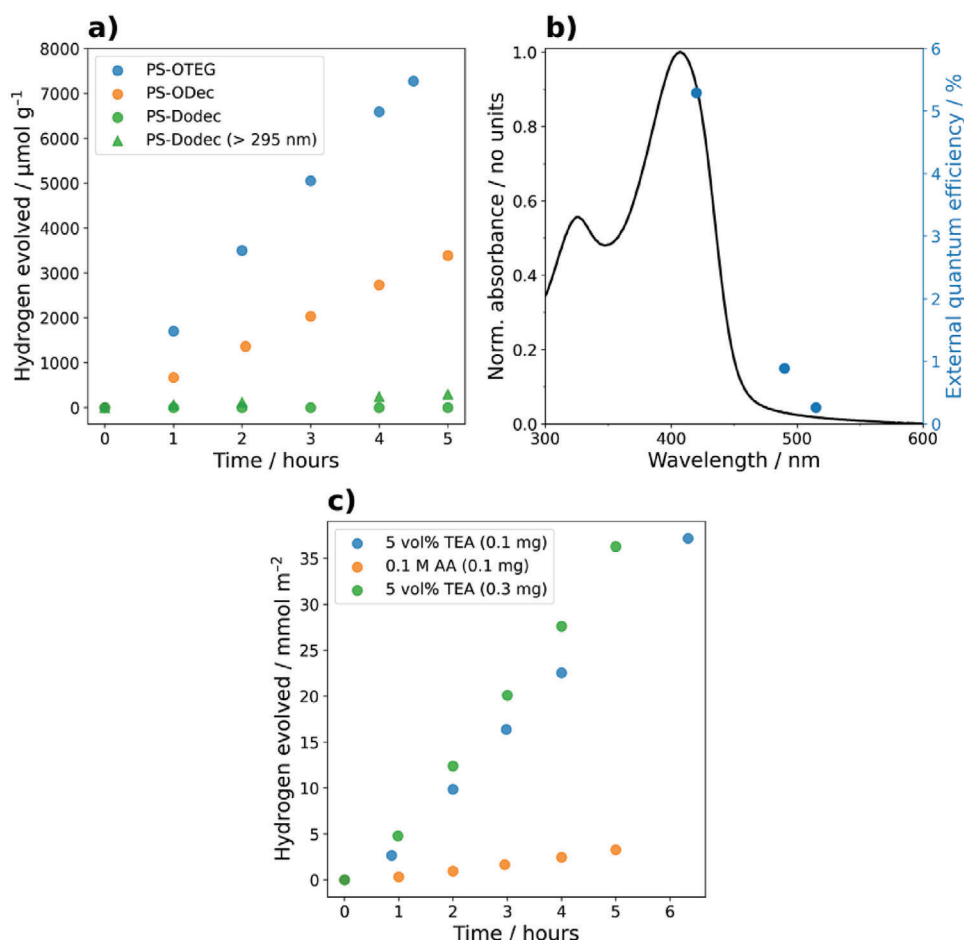 a)
Hydrogen evolved / μmol g⁻¹
8000
7000
6000
5000
4000
3000
2000
1000
0
PS-OTEG
PS-ODec
PS-Dodec
PS-Dodec (> 295 nm)
0 1 2 3 4 5
Time / hours
b)
Norm. absorbance / no units
1.0
0.8
0.6
0.4
0.2
0.0
300 400 500 600
Wavelength / nm
6
5
4
3
2
1
0
External quantum efficiency / %
c)
Hydrogen evolved / mmol m⁻²
35
30
25
20
15
10
5
0
5 vol% TEA (0.1 mg)
0.1 M AA (0.1 mg)
5 vol% TEA (0.3 mg)
0 1 2 3 4 5 6
Time / hours